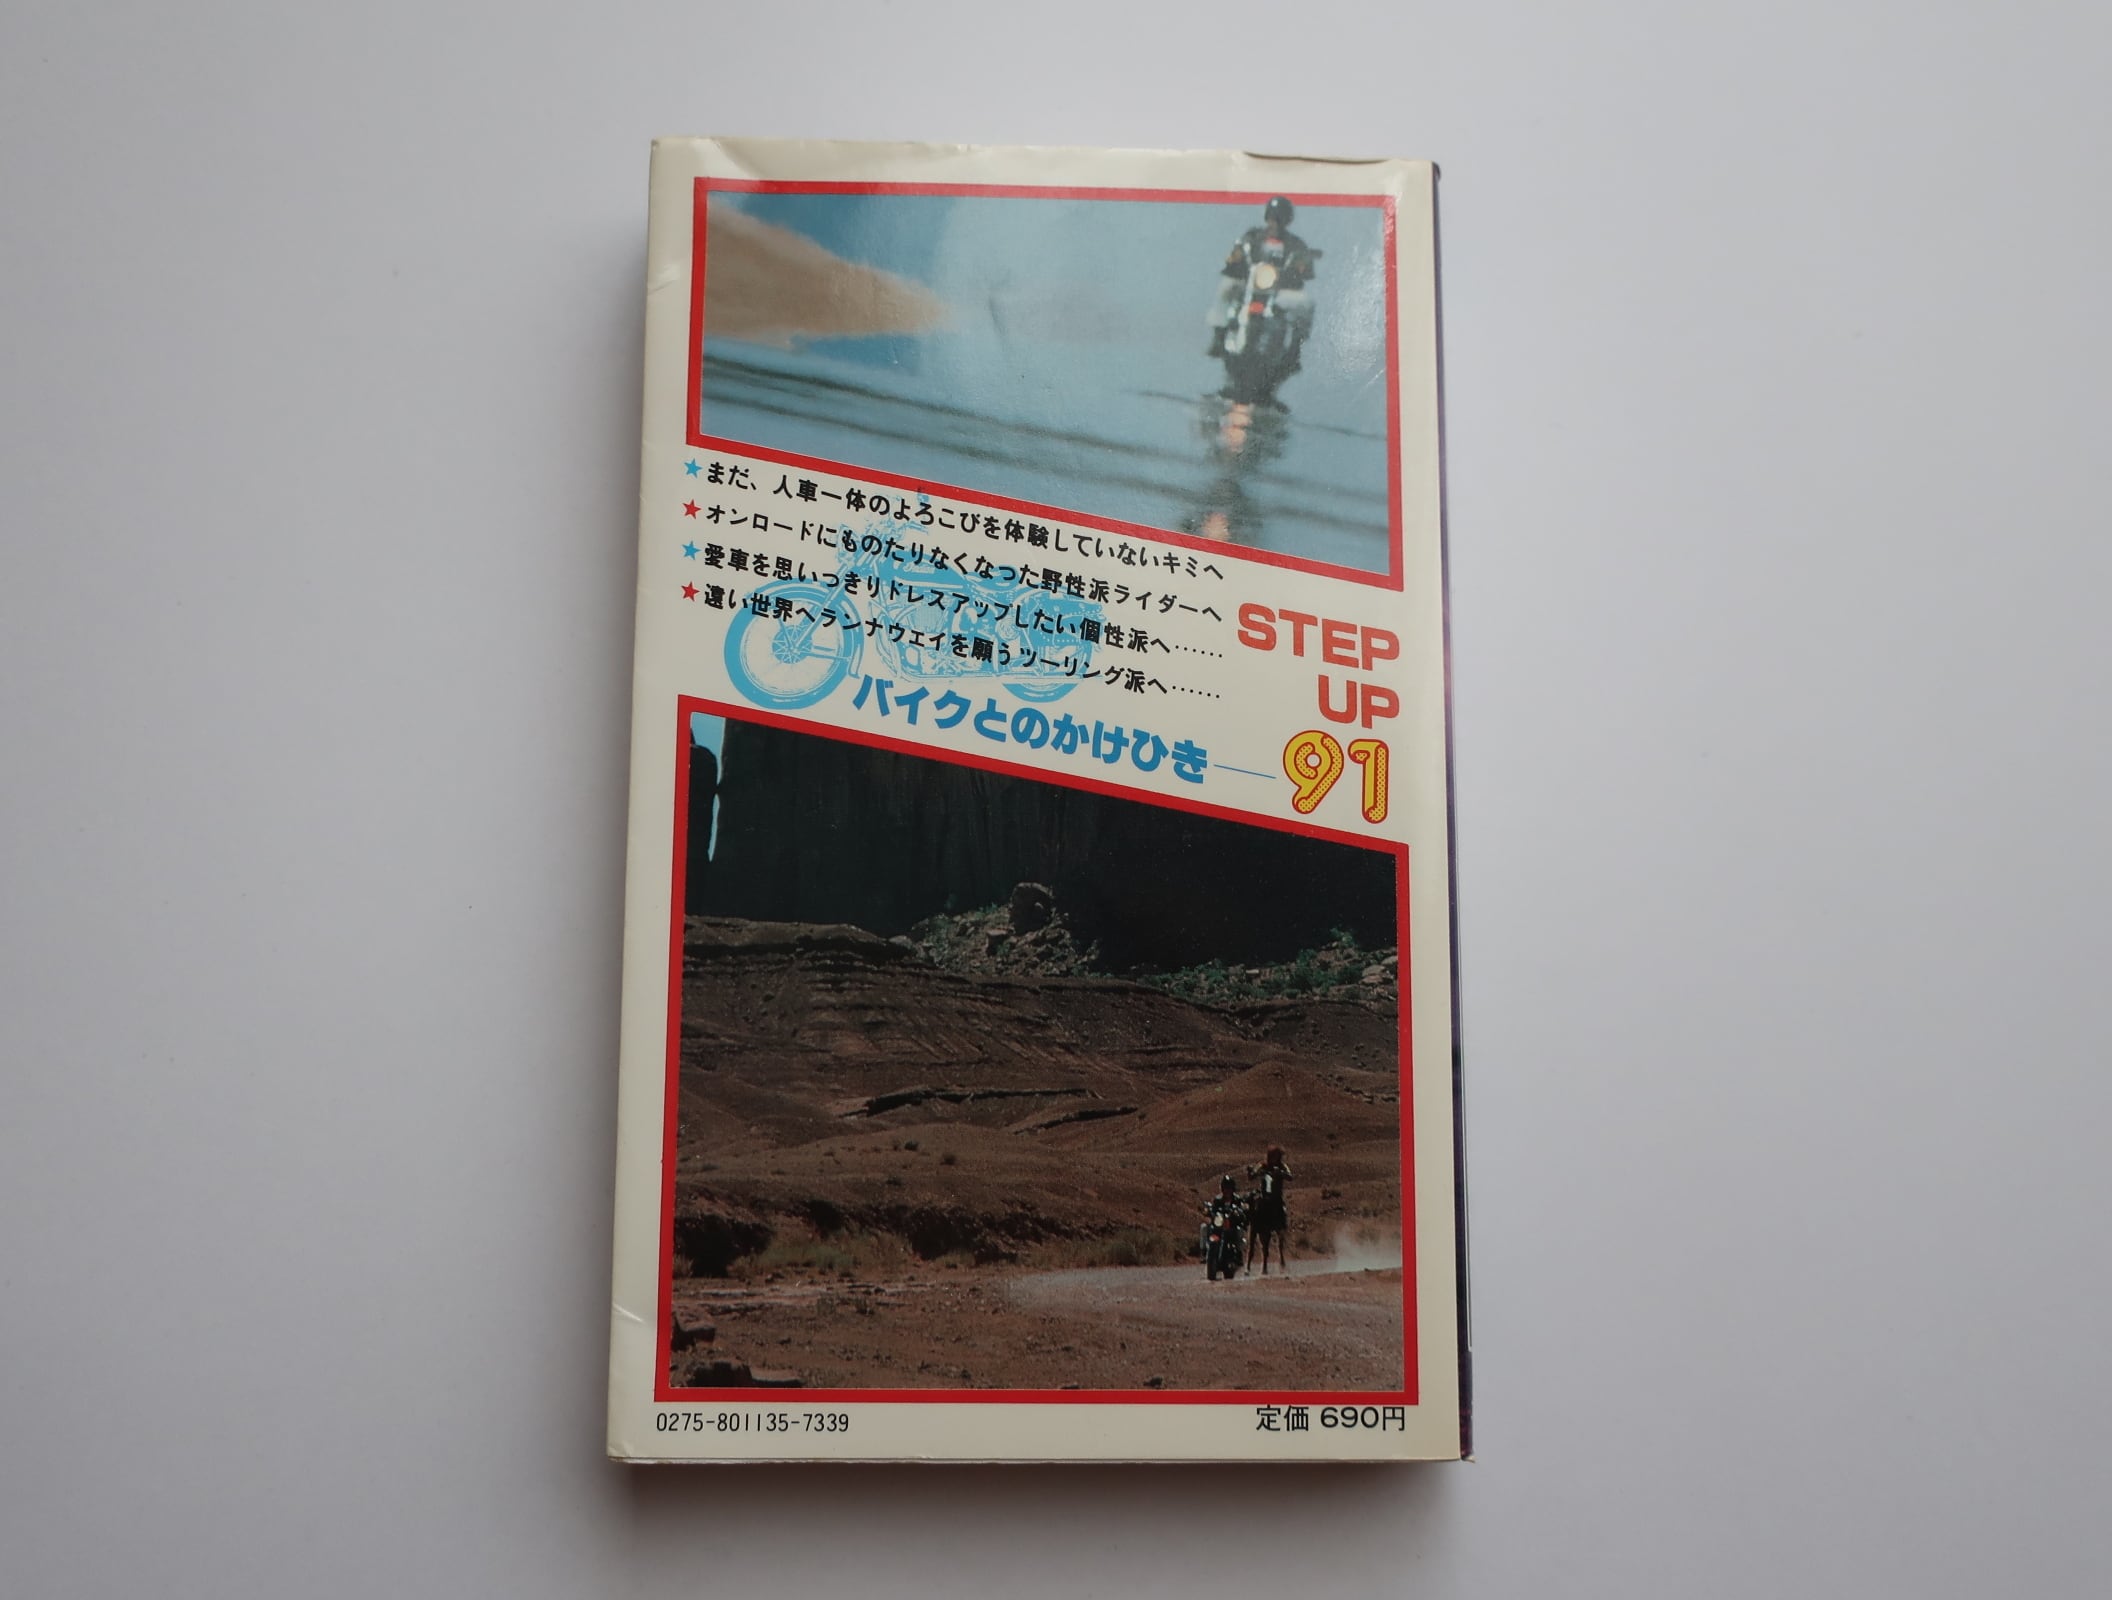 ★まだ、人車一体のよろこびを体験していないキミへ
★オンロードにものたりなくなった野性派ライダーへ
★愛車を思いっきりドレスアップしたい個性派へ……
★遠い世界へランナウェイを願うツーリング派へ……
バイクとのかけひき——
STEP
UP
91
0275-801135-7339
定価 690円